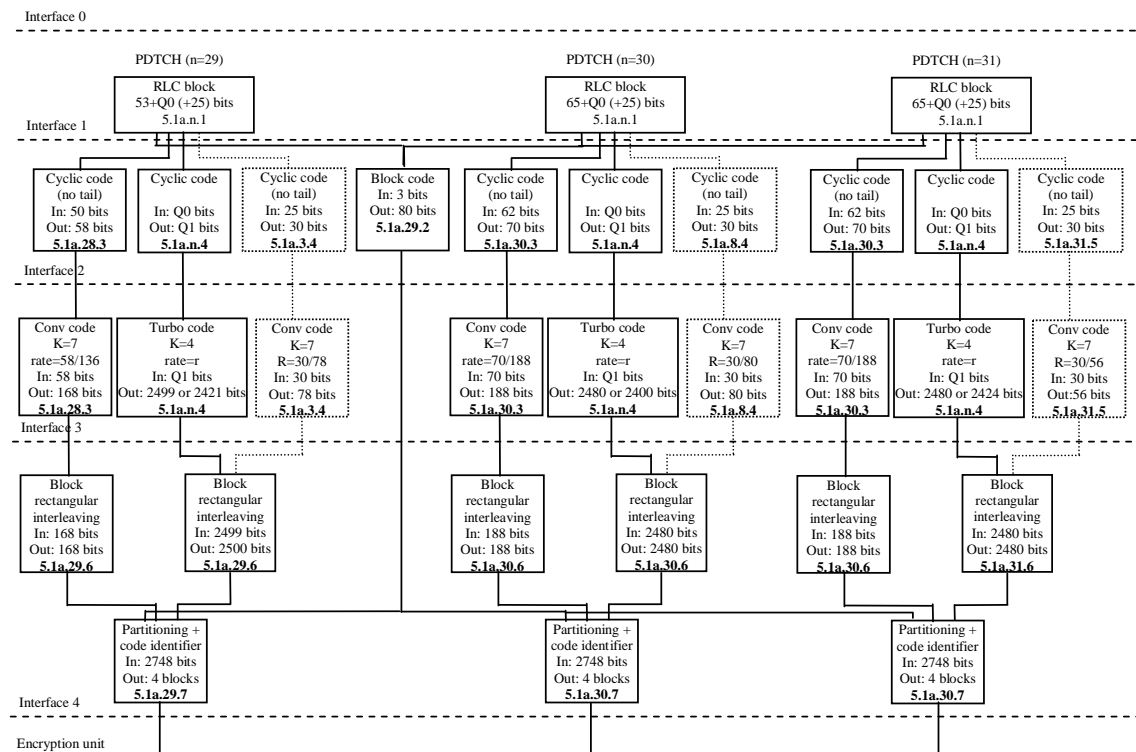 Interface 0
PDTCH (n=29)
PDTCH (n=30)
PDTCH (n=31)
RLC block
53+Q0 (+25) bits
5.1a.n.1
RLC block
65+Q0 (+25) bits
5.1a.n.1
RLC block
65+Q0 (+25) bits
5.1a.n.1
Interface 1
Cyclic code
(no tail)
In: 50 bits
Out: 58 bits
5.1a.28.3
Cyclic code
In: Q0 bits
Out: Q1 bits
5.1a.n.4
Cyclic code
(no tail)
In: 25 bits
Out: 30 bits
5.1a.3.4
Block code
In: 3 bits
Out: 80 bits
5.1a.29.2
Cyclic code
(no tail)
In: 62 bits
Out: 70 bits
5.1a.30.3
Cyclic code
In: Q0 bits
Out: Q1 bits
5.1a.n.4
Cyclic code
(no tail)
In: 25 bits
Out: 30 bits
5.1a.8.4
Cyclic code
(no tail)
In: 62 bits
Out: 70 bits
5.1a.30.3
Cyclic code
In: Q0 bits
Out: Q1 bits
5.1a.n.4
Cyclic code
(no tail)
In: 25 bits
Out: 30 bits
5.1a.31.5
Interface 2
Conv code
K=7
rate=58/136
In: 58 bits
Out: 168 bits
5.1a.28.3
Turbo code
K=4
rate=r
In: Q1 bits
Out: 2499 or 2421 bits
5.1a.n.4
Conv code
K=7
R=30/78
In: 30 bits
Out: 78 bits
5.1a.3.4
Conv code
K=7
rate=70/188
In: 70 bits
Out: 188 bits
5.1a.30.3
Turbo code
K=4
rate=r
In: Q1 bits
Out: 2480 or 2400 bits
5.1a.n.4
Conv code
K=7
R=30/80
In: 30 bits
Out: 80 bits
5.1a.8.4
Conv code
K=7
rate=70/188
In: 70 bits
Out: 188 bits
5.1a.30.3
Turbo code
K=4
rate=r
In: Q1 bits
Out: 2480 or 2424 bits
5.1a.n.4
Conv code
K=7
R=30/56
In: 30 bits
Out:56 bits
5.1a.31.5
Interface 3
Block
rectangular
interleaving
In: 168 bits
Out: 168 bits
5.1a.29.6
Block
rectangular
interleaving
In: 2499 bits
Out: 2500 bits
5.1a.29.6
Block
rectangular
interleaving
In: 188 bits
Out: 188 bits
5.1a.30.6
Block
rectangular
interleaving
In: 2480 bits
Out: 2480 bits
5.1a.30.6
Block
rectangular
interleaving
In: 188 bits
Out: 188 bits
5.1a.30.6
Block
rectangular
interleaving
In: 2480 bits
Out: 2480 bits
5.1a.31.6
Partitioning +
code identifier
In: 2748 bits
Out: 4 blocks
5.1a.29.7
Partitioning +
code identifier
In: 2748 bits
Out: 4 blocks
5.1a.30.7
Partitioning +
code identifier
In: 2748 bits
Out: 4 blocks
5.1a.30.7
Interface 4
Encryption unit